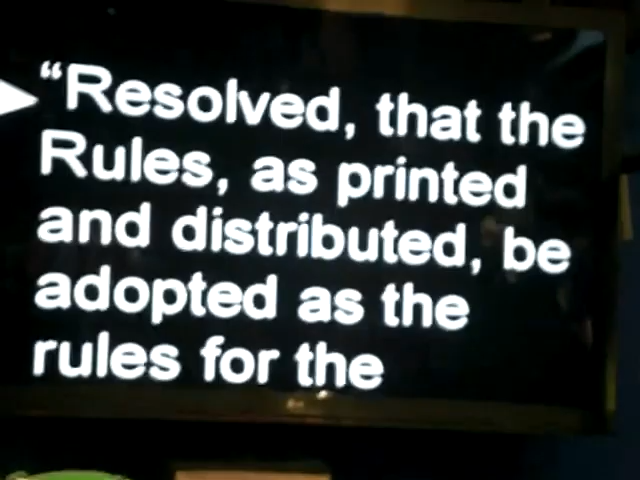 “Resolved, that the
Rules, as printed
and distributed, be
adopted as the
rules for the